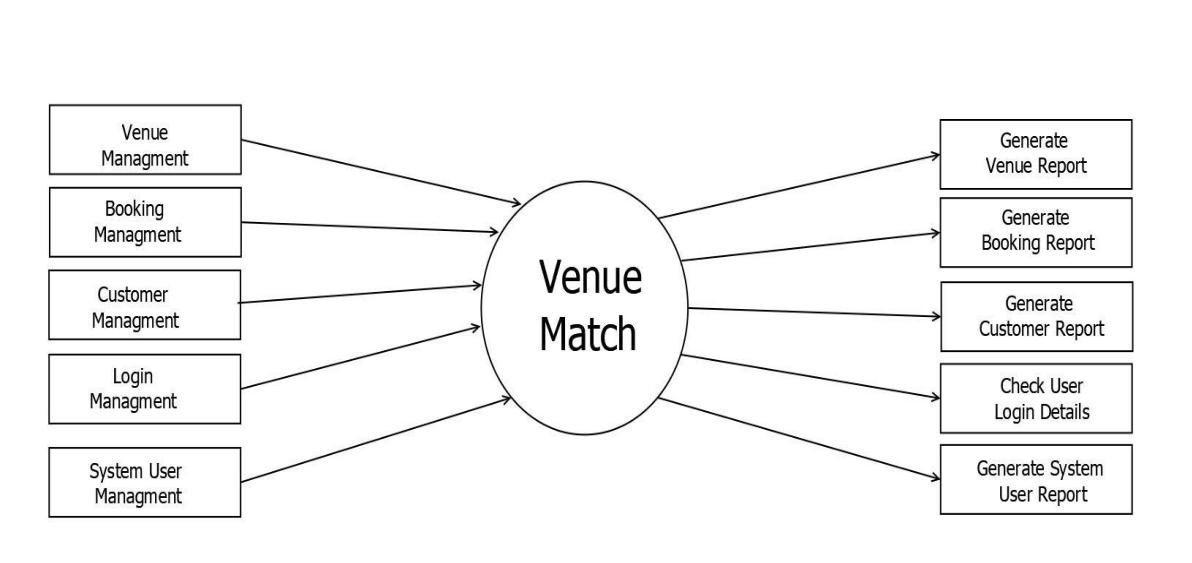 Venue
Managment
Booking
Managment
Customer
Managment
Login
Managment
System User
Managment
Venue
Match
Generate
Venue Report
Generate
Booking Report
Generate
Customer Report
Check User
Login Details
Generate System
User Report